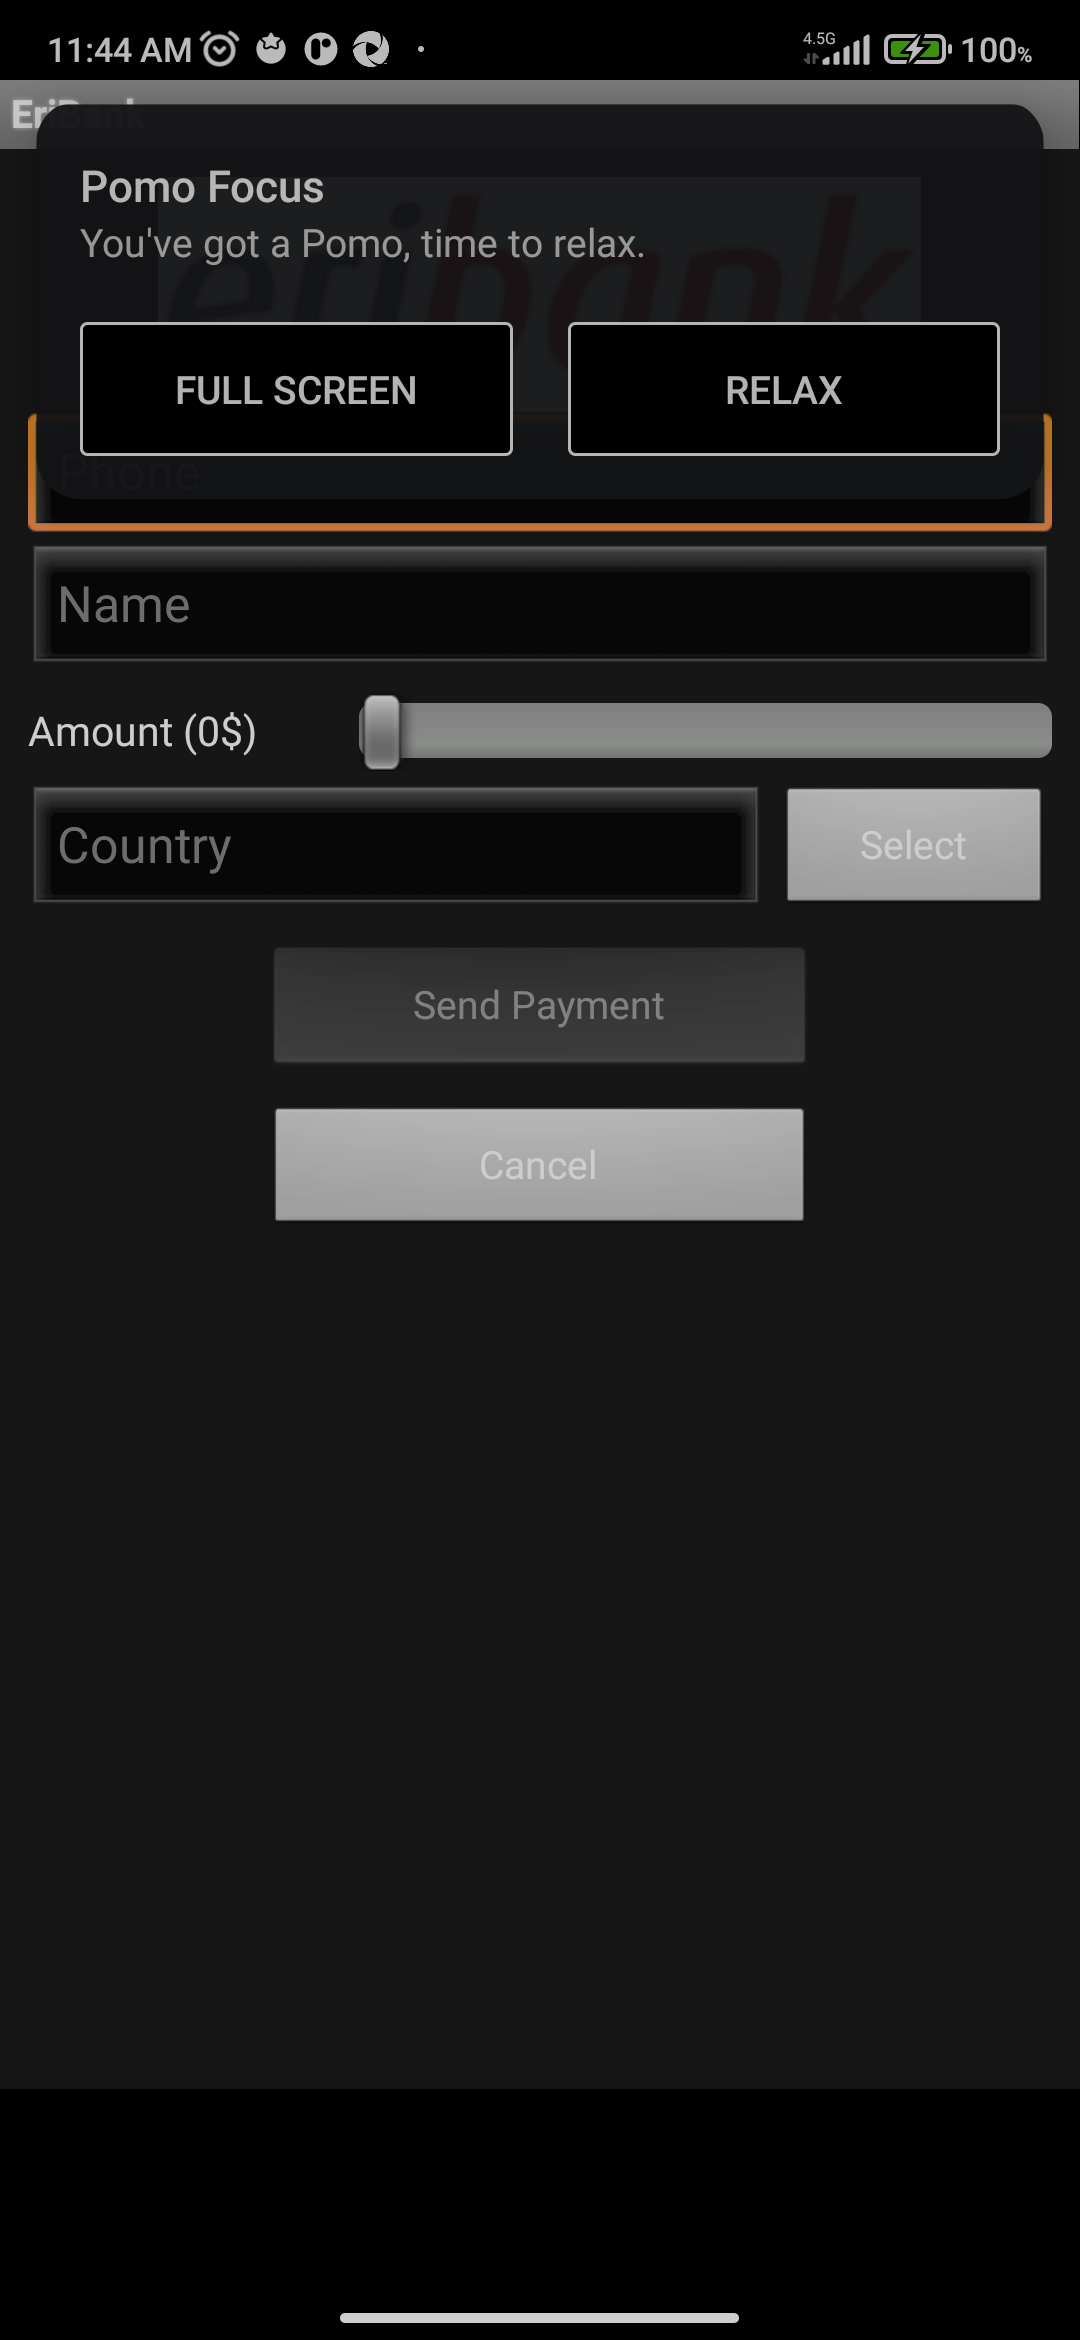 11:44 AM
4.5G
100%
EriBank
Pomo Focus
You've got a Pomo, time to relax.
eribank
FULL SCREEN
RELAX
Phone
Name
Amount (0$)
Country
Select
Send Payment
Cancel